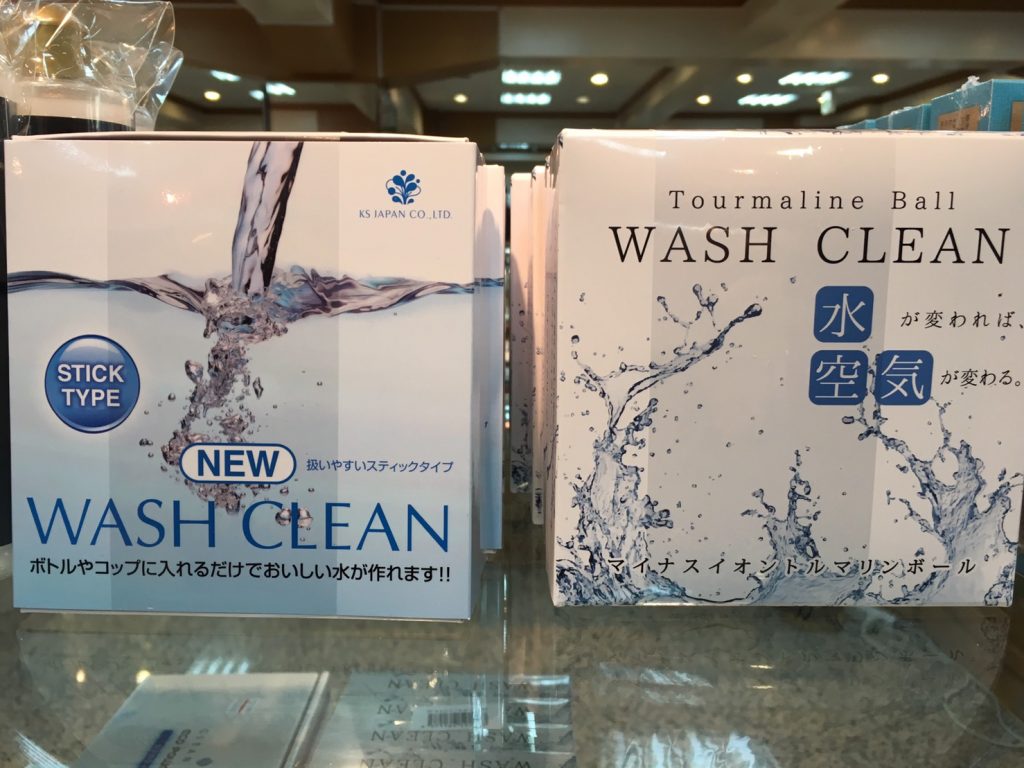 KS JAPAN CO.,LTD.
STICK
TYPE
NEW
扱いやすいスティックタイプ
WASH CLEAN
ボトルやコップに入れるだけでおいしい水が作れます!!
Tourmaline Ball
WASH CLEAN
水が変われば、
空気が変わる。
マイナスイオントルマリンボール
WASH CLEAN